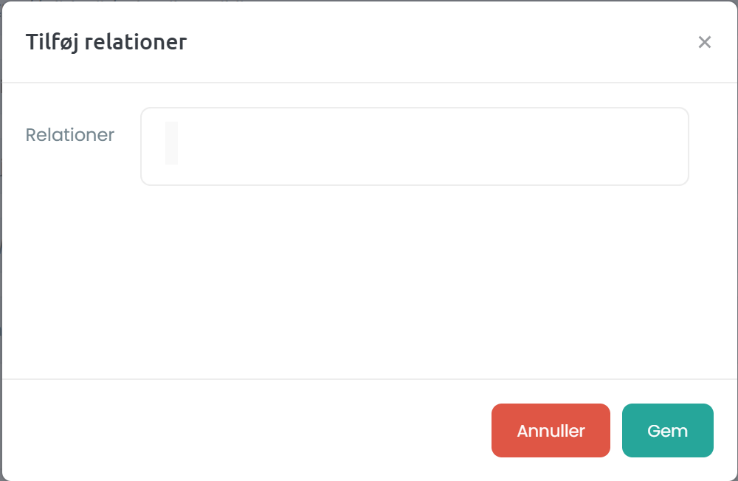 Tilføj relationer
×
Relationer
Annuller
Gem